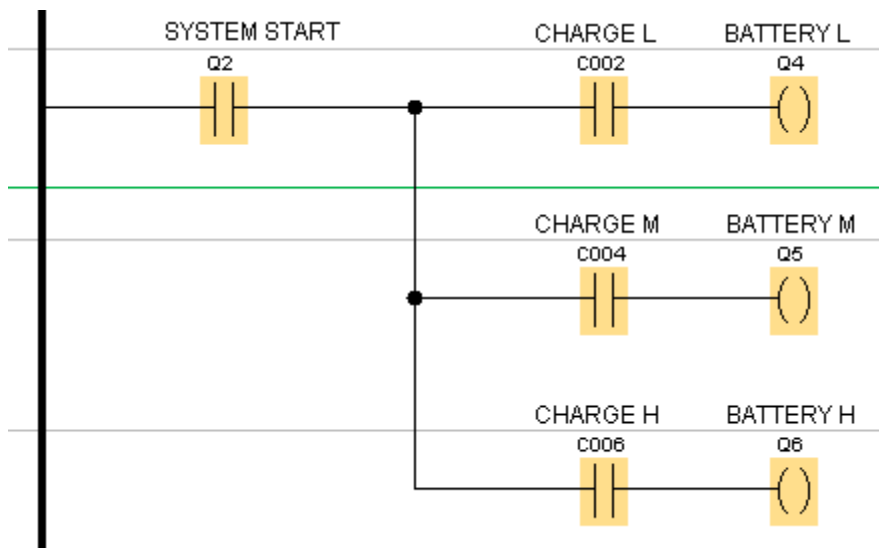 SYSTEM START CHARGE L BATTERY L
Q2 C002 Q4
CHARGE M BATTERY M
C004 Q5
CHARGE H BATTERY H
C006 Q6